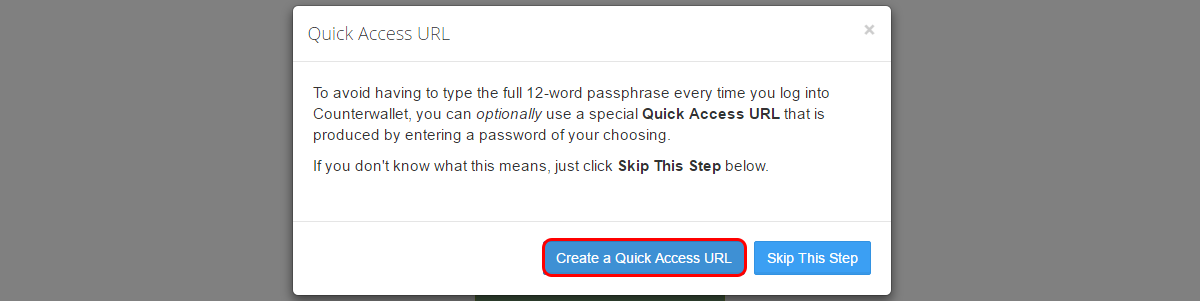 Quick Access URL
×
To avoid having to type the full 12-word passphrase every time you log into
Counterwallet, you can optionally use a special Quick Access URL that is
produced by entering a password of your choosing.
If you don't know what this means, just click Skip This Step below.
Create a Quick Access URL
Skip This Step